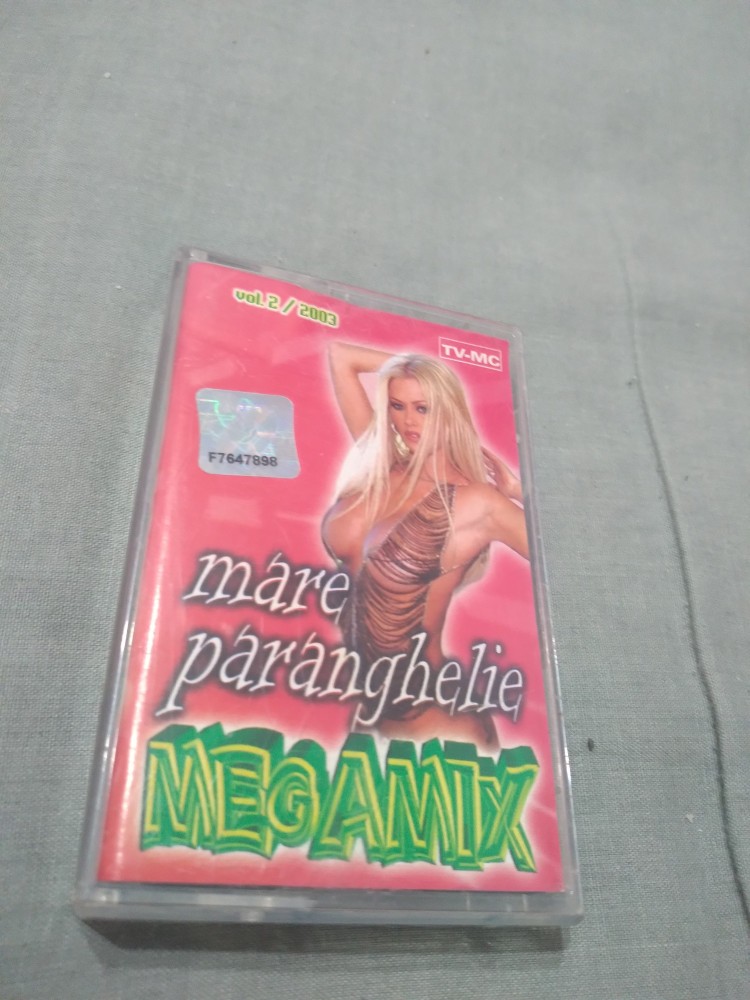 vol. 2 / 2003
TV-MC
F7647898
mare
paranghelie
MEGAMIX